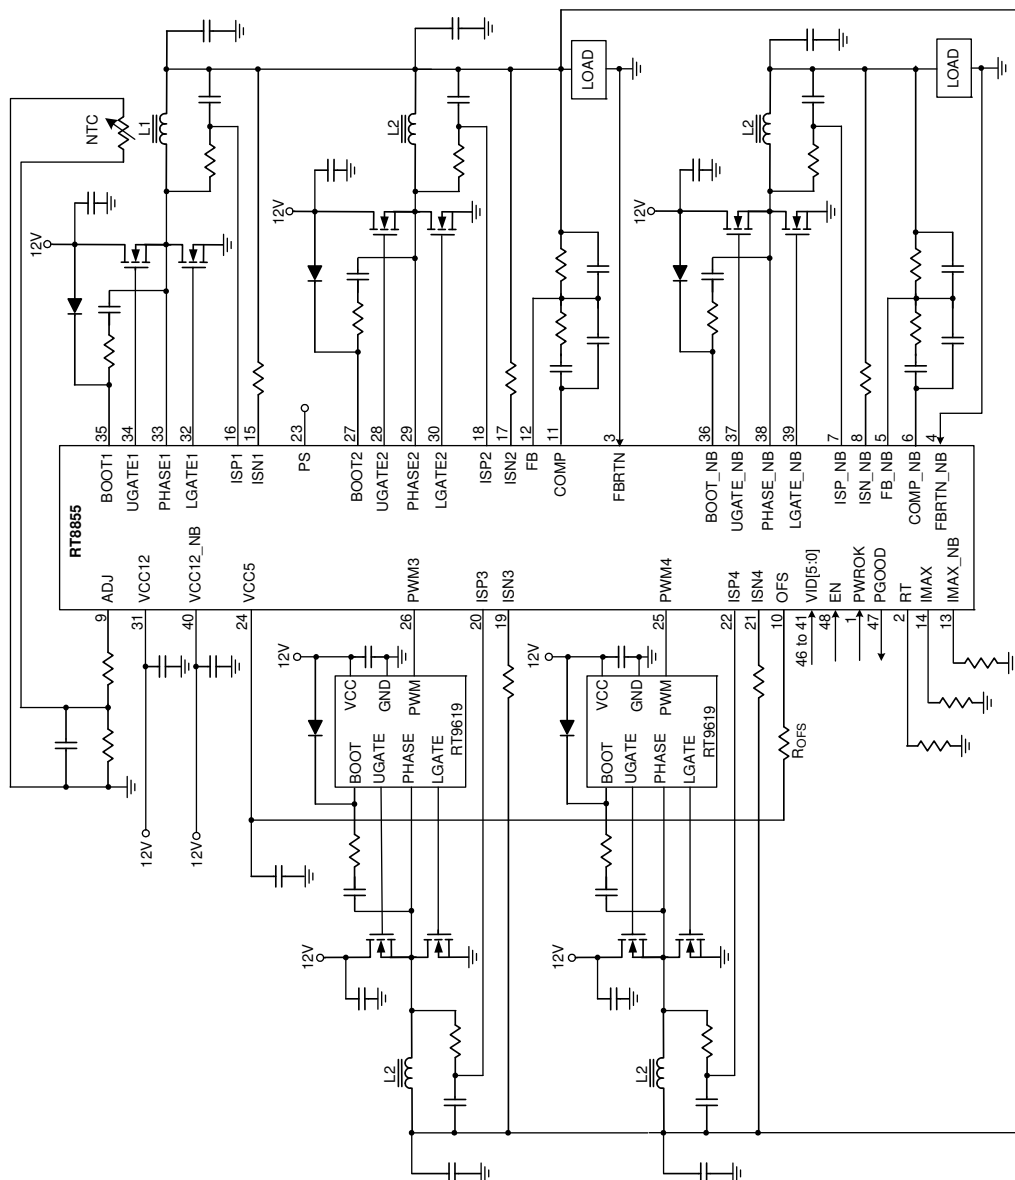 NTC
L1
12V
L2
12V
LOAD
L2
12V
LOAD
35
34
33
32
16
15
23
27
28
29
30
18
17
12
11
3
36
37
38
39
7
8
5
6
4
BOOT1
UGATE1
PHASE1
LGATE1
ISP1
ISN1
PS
BOOT2
UGATE2
PHASE2
LGATE2
ISP2
ISN2
FB
COMP
FBRTN
BOOT_NB
UGATE_NB
PHASE_NB
LGATE_NB
ISP_NB
ISN_NB
FB_NB
COMP_NB
FBRTN_NB
RT8855
ADJ
VCC12
VCC12_NB
VCC5
PWM3
ISP3
ISN3
PWM4
ISP4
ISN4
OFS
VID[5:0]
EN
PWROK
PGOOD
RT
IMAX
IMAX_NB
9
31
40
24
26
20
19
25
22
21
10
46 to 41
48
1
47
2
14
13
12V
12V
12V
VCC
GND
PWM
RT9619
BOOT
UGATE
PHASE
LGATE
12V
VCC
GND
PWM
RT9619
BOOT
UGATE
PHASE
LGATE
ROFS
12V
12V
L2
L2